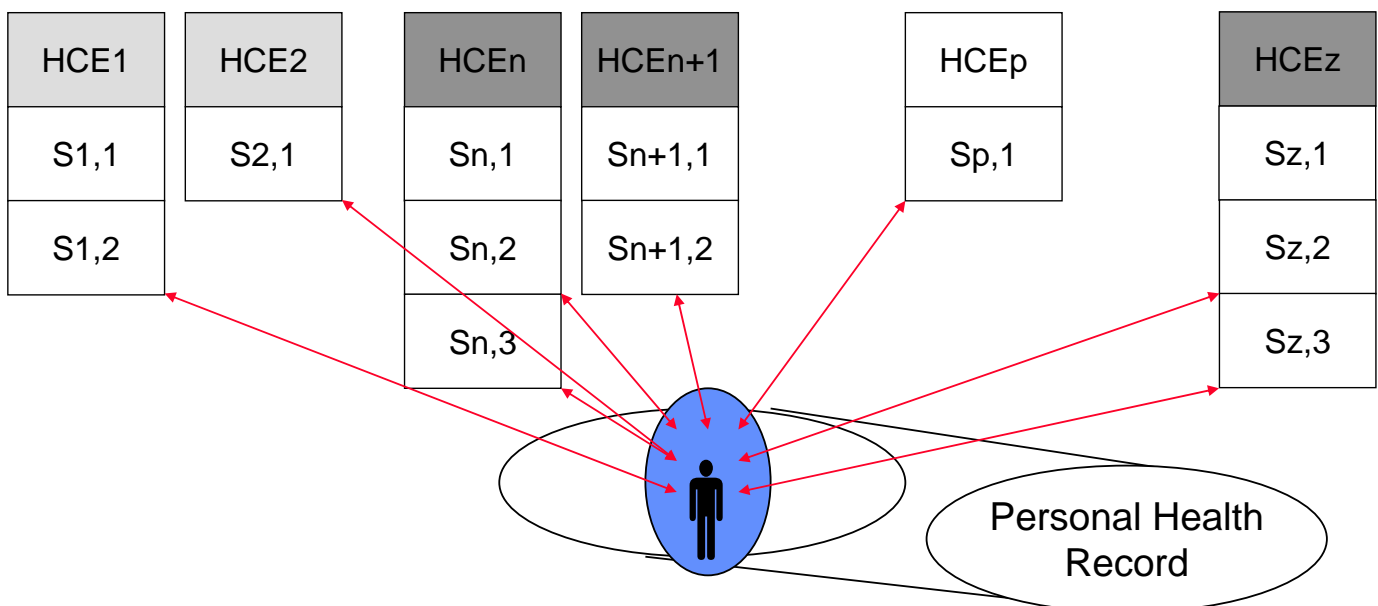 HCE1
HCE2
HCEn
HCEn+1
HCEp
HCEz
S1,1
S2,1
Sn,1
Sn+1,1
Sp,1
Sz,1
S1,2
Sn,2
Sn+1,2
Sz,2
Sn,3
Sz,3
Personal Health
Record